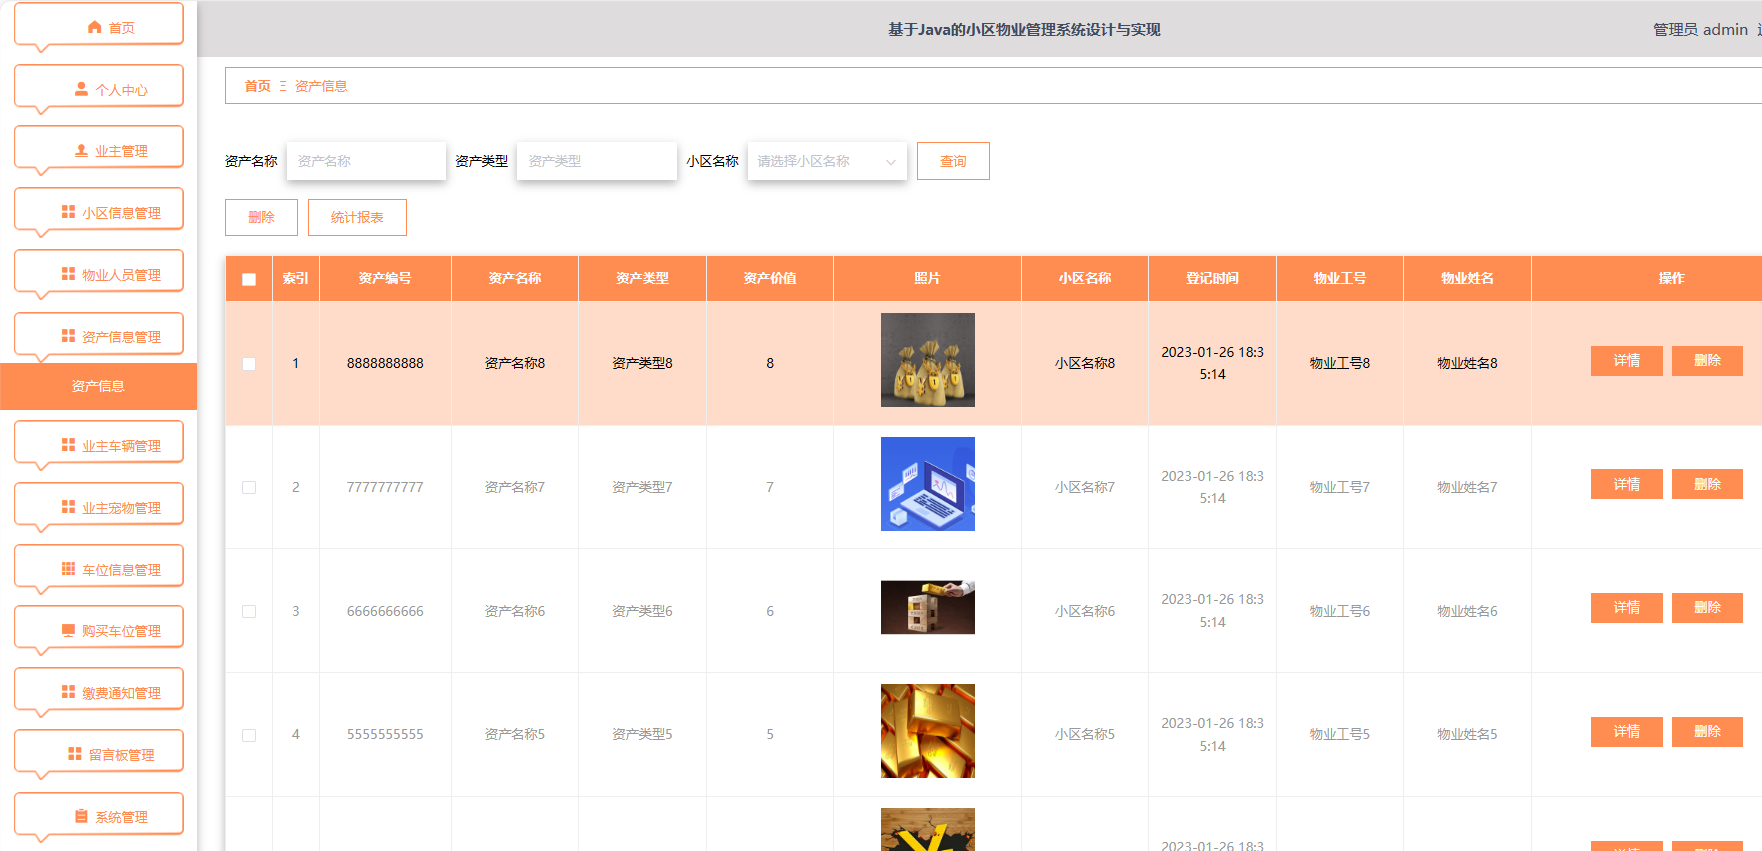 首页
个人中心
业主管理
小区信息管理
物业人员管理
资产信息管理
资产信息
业主车辆管理
业主宠物管理
车位信息管理
购买车位管理
缴费通知管理
留言板管理
系统管理
基于Java的小区物业管理系统设计与实现
管理员 admin
首页 资产信息
资产名称 资产名称 资产类型 资产类型 小区名称 请选择小区名称 查询
删除 统计报表
索引 资产编号 资产名称 资产类型 资产价值 照片 小区名称 登记时间 物业工号 物业姓名 操作
1 8888888888 资产名称8 资产类型8 8 小区名称8 2023-01-26 18:3
5:14 物业工号8 物业姓名8 详情 删除
2 7777777777 资产名称7 资产类型7 7 小区名称7 2023-01-26 18:3
5:14 物业工号7 物业姓名7 详情 删除
3 6666666666 资产名称6 资产类型6 6 小区名称6 2023-01-26 18:3
5:14 物业工号6 物业姓名6 详情 删除
4 5555555555 资产名称5 资产类型5 5 小区名称5 2023-01-26 18:3
5:14 物业工号5 物业姓名5 详情 删除
2023-01-26 18:3